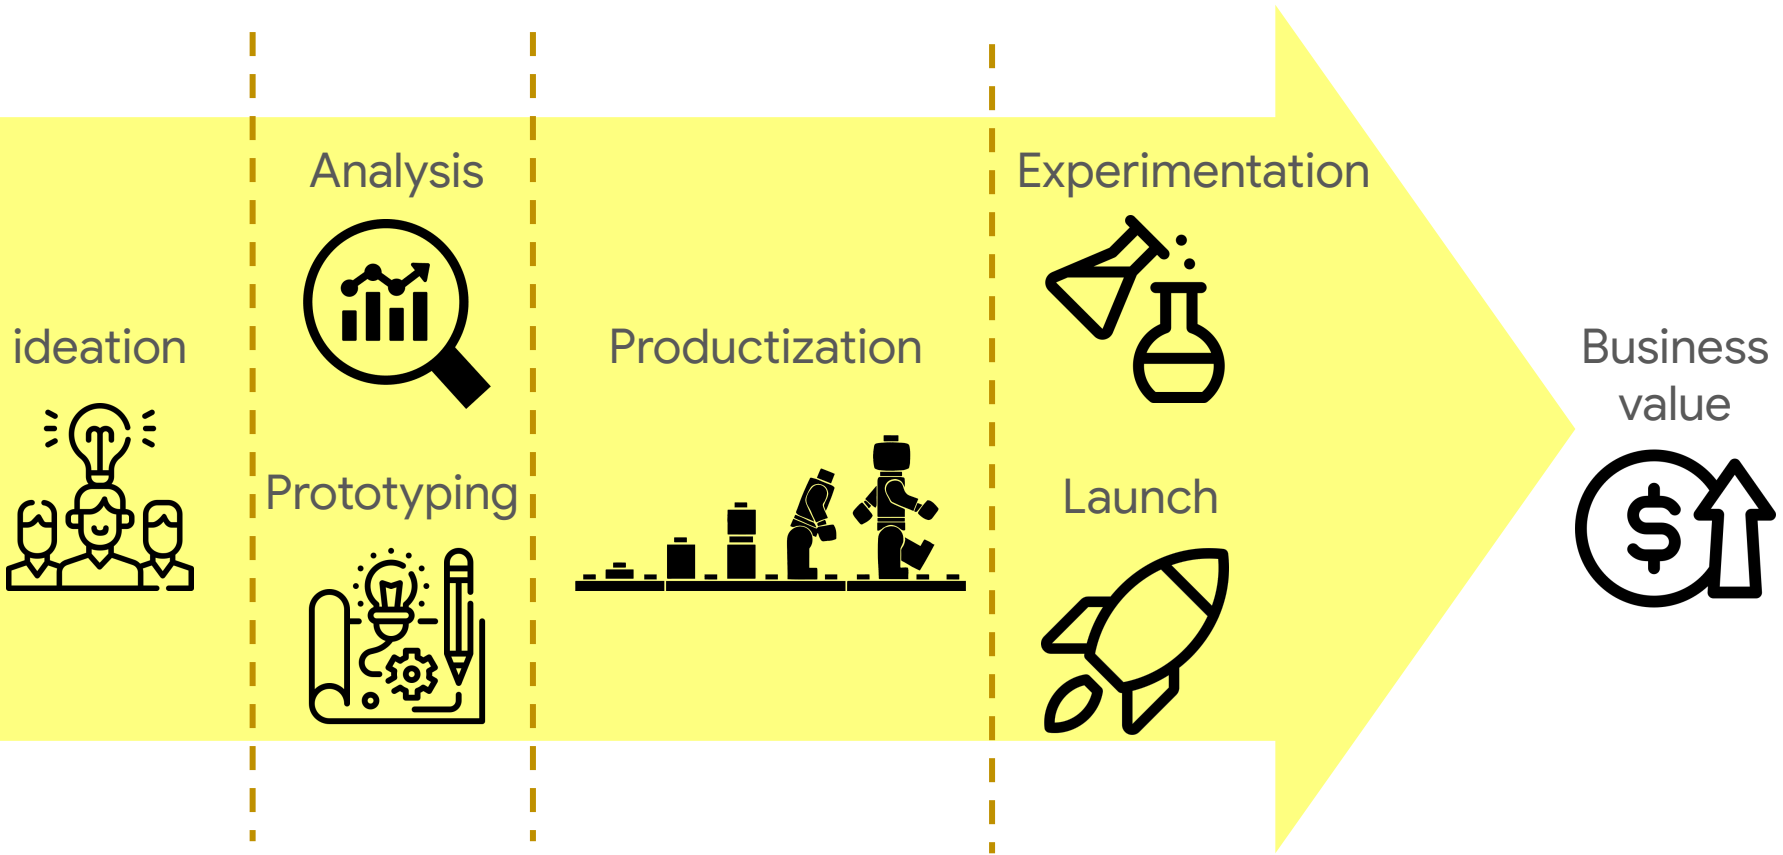 ideation
Analysis
Prototyping
Productization
Experimentation
Launch
Business
value
$